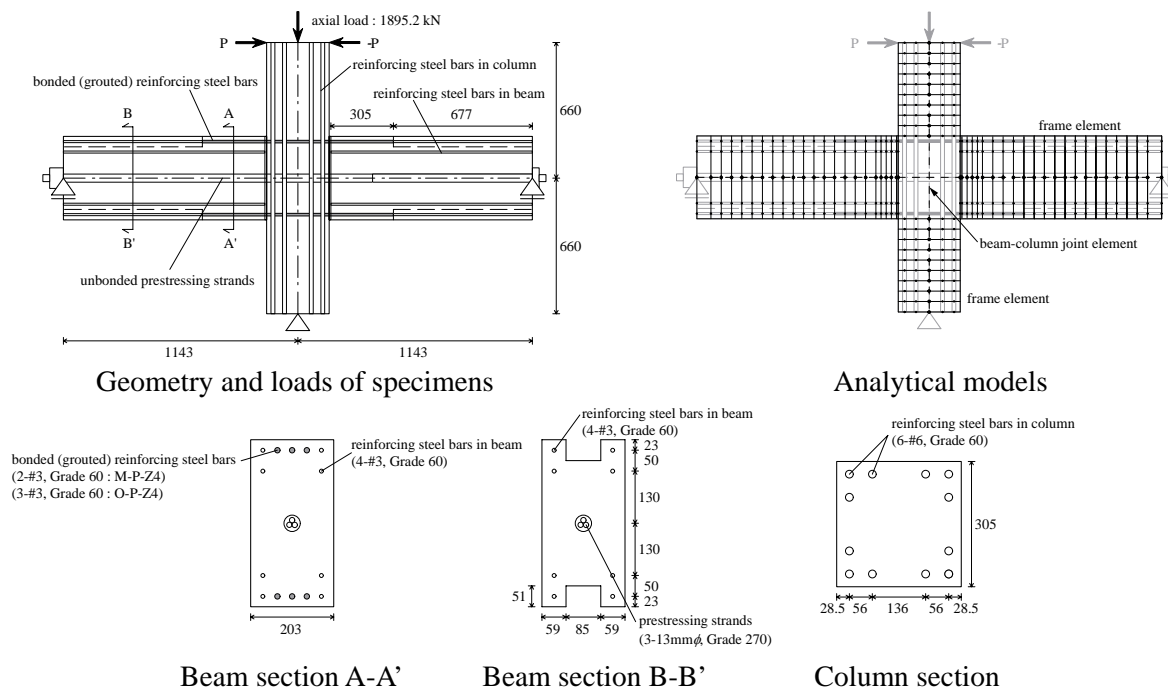 axial load : 1895.2 kN
P
-P
reinforcing steel bars in column
bonded (grouted) reinforcing steel bars
reinforcing steel bars in beam
305
677
660
B
A
B'
A'
unbonded prestressing strands
660
1143
1143
Geometry and loads of specimens
P
-P
frame element
beam-column joint element
frame element
Analytical models
bonded (grouted) reinforcing steel bars
(2-#3, Grade 60 : M-P-Z4)
(3-#3, Grade 60 : O-P-Z4)
reinforcing steel bars in beam
(4-#3, Grade 60)
203
Beam section A-A’
reinforcing steel bars in beam
(4-#3, Grade 60)
23
50
130
130
50
23
51
59
85
59
prestressing strands
(3-13mmϕ, Grade 270)
Beam section B-B’
reinforcing steel bars in column
(6-#6, Grade 60)
305
28.5
56
136
56
28.5
Column section